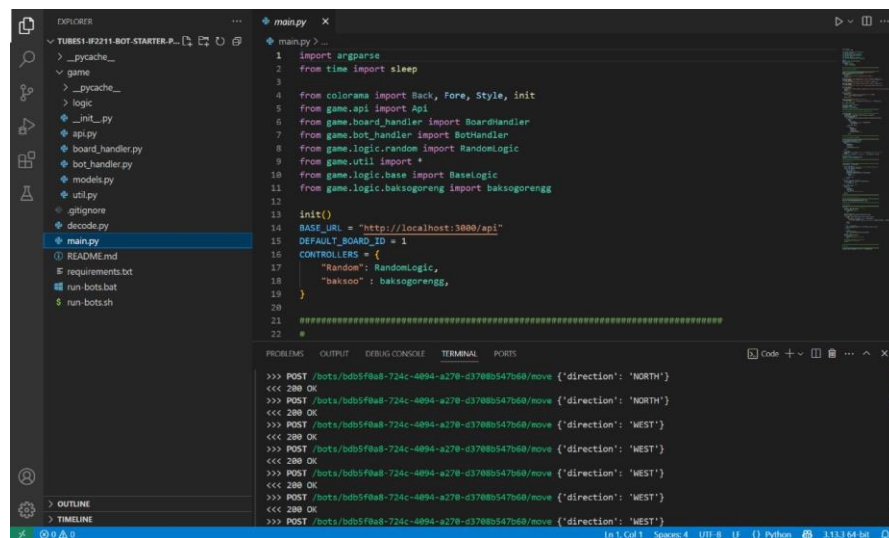 EXPLORER
TUBES1-IF2211-BOT-STARTER-P...
__pycache__
game
__pycache__
logic
__init__.py
api.py
board_handler.py
bot_handler.py
models.py
util.py
.gitignore
decode.py
main.py
README.md
requirements.txt
run-bots.bat
run-bots.sh
OUTLINE
TIMELINE
main.py
main.py > ...
1 import argparse
2 from time import sleep
3
4 from colorama import Back, Fore, Style, init
5 from game.api import Api
6 from game.board_handler import BoardHandler
7 from game.bot_handler import BotHandler
8 from game.logic.random import RandomLogic
9 from game.util import *
10 from game.logic.base import BaseLogic
11 from game.logic.baksogoreng import baksogorengg
12
13 init()
14 BASE_URL = "http://localhost:3000/api"
15 DEFAULT_BOARD_ID = 1
16 CONTROLLERS = {
17 "Random": RandomLogic,
18 "baksoo" : baksogorengg,
19 }
20
21 ################################################################################
22 #
PROBLEMS OUTPUT DEBUG CONSOLE TERMINAL PORTS
Code
>>> POST /bots/bdb5f0a8-724c-4094-a270-d3708b547b60/move {'direction': 'NORTH'}
<<< 200 OK
>>> POST /bots/bdb5f0a8-724c-4094-a270-d3708b547b60/move {'direction': 'NORTH'}
<<< 200 OK
>>> POST /bots/bdb5f0a8-724c-4094-a270-d3708b547b60/move {'direction': 'WEST'}
<<< 200 OK
>>> POST /bots/bdb5f0a8-724c-4094-a270-d3708b547b60/move {'direction': 'WEST'}
<<< 200 OK
>>> POST /bots/bdb5f0a8-724c-4094-a270-d3708b547b60/move {'direction': 'WEST'}
<<< 200 OK
>>> POST /bots/bdb5f0a8-724c-4094-a270-d3708b547b60/move {'direction': 'WEST'}
<<< 200 OK
>>> POST /bots/bdb5f0a8-724c-4094-a270-d3708b547b60/move {'direction': 'WEST'}
0 0 Ln 1, Col 1 Spaces: 4 UTF-8 LF {} Python 3.13.3 64-bit